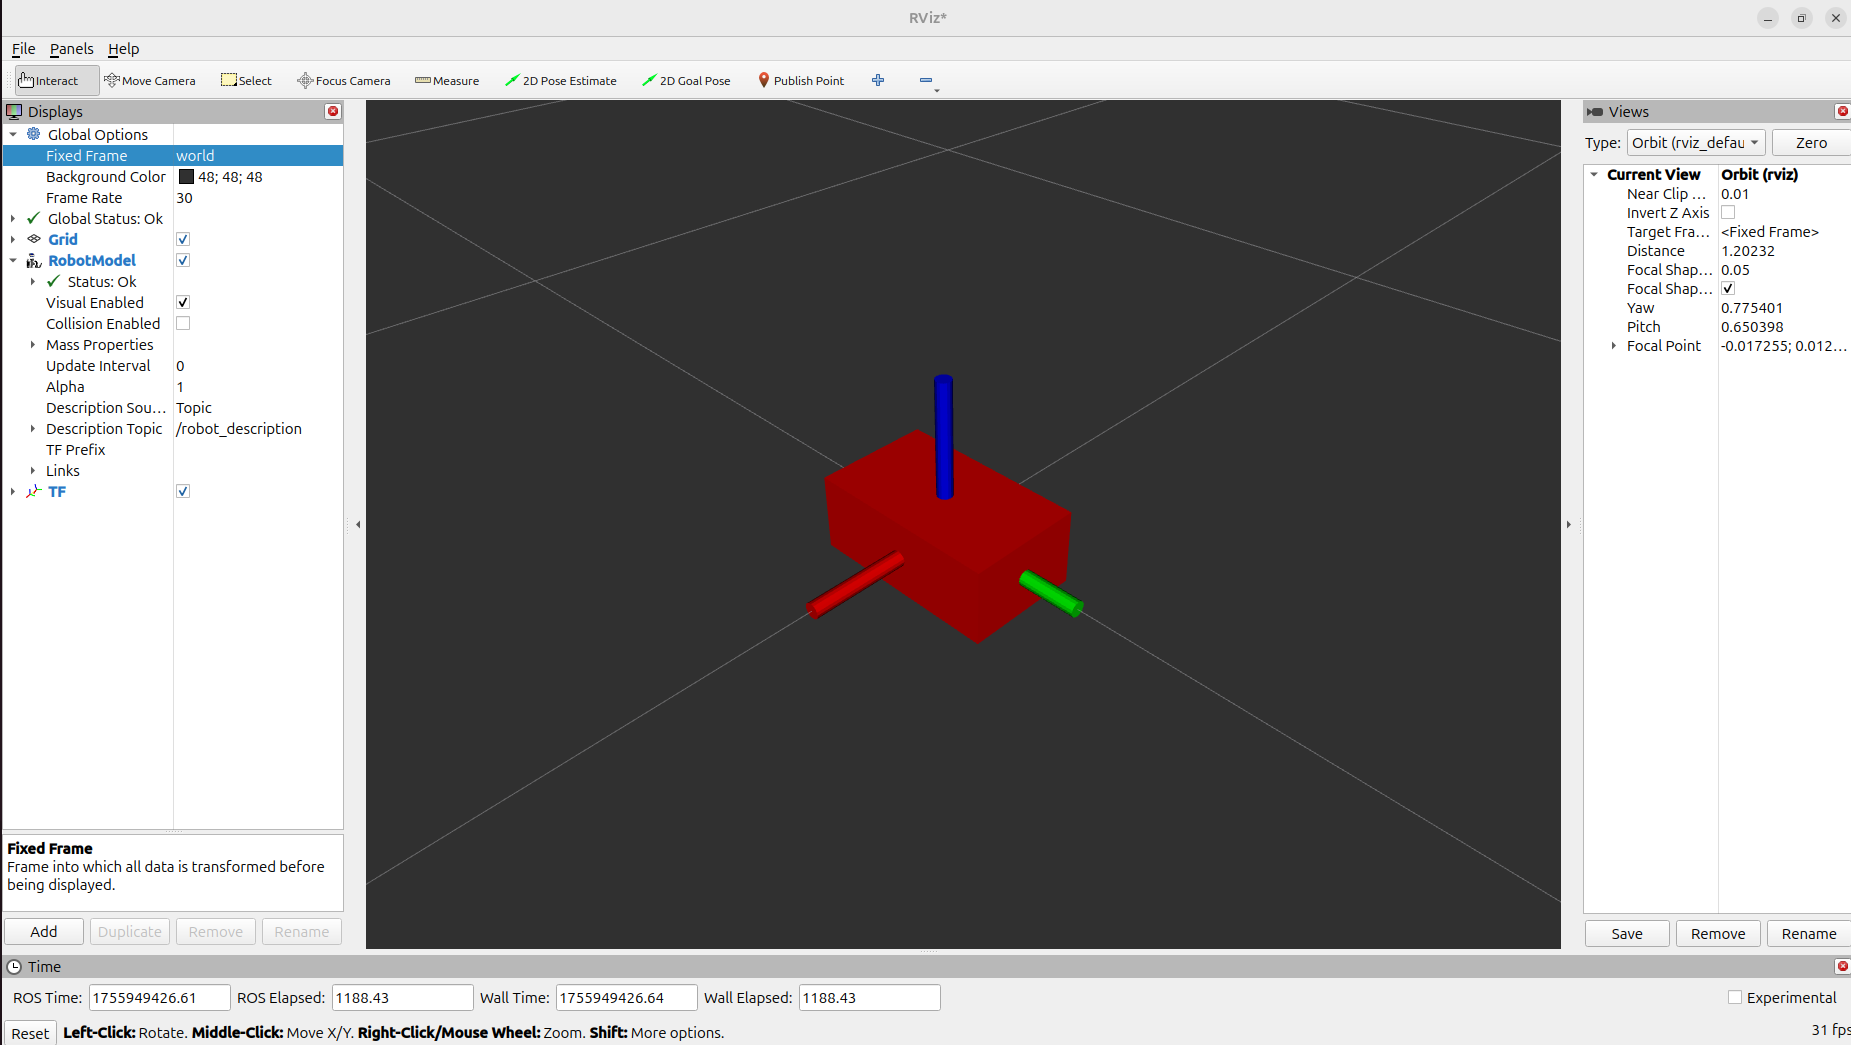 RViz*
File Panels Help
Interact Move Camera Select Focus Camera Measure 2D Pose Estimate 2D Goal Pose Publish Point
Displays
Global Options
Fixed Frame world
Background Color 48; 48; 48
Frame Rate 30
Global Status: Ok
Grid
RobotModel
Status: Ok
Visual Enabled
Collision Enabled
Mass Properties
Update Interval 0
Alpha 1
Description Sou... Topic
Description Topic /robot_description
TF Prefix
Links
TF
Fixed Frame
Frame into which all data is transformed before
being displayed.
Add Duplicate Remove Rename
Views
Type: Orbit (rviz_defau Zero
Current View Orbit (rviz)
Near Clip ... 0.01
Invert Z Axis
Target Fra... <Fixed Frame>
Distance 1.20232
Focal Shap... 0.05
Focal Shap...
Yaw 0.775401
Pitch 0.650398
Focal Point -0.017255; 0.012...
Save Remove Rename
Time
ROS Time: 1755949426.61 ROS Elapsed: 1188.43 Wall Time: 1755949426.64 Wall Elapsed: 1188.43 Experimental
Reset Left-Click: Rotate. Middle-Click: Move X/Y. Right-Click/Mouse Wheel: Zoom. Shift: More options. 31 fps